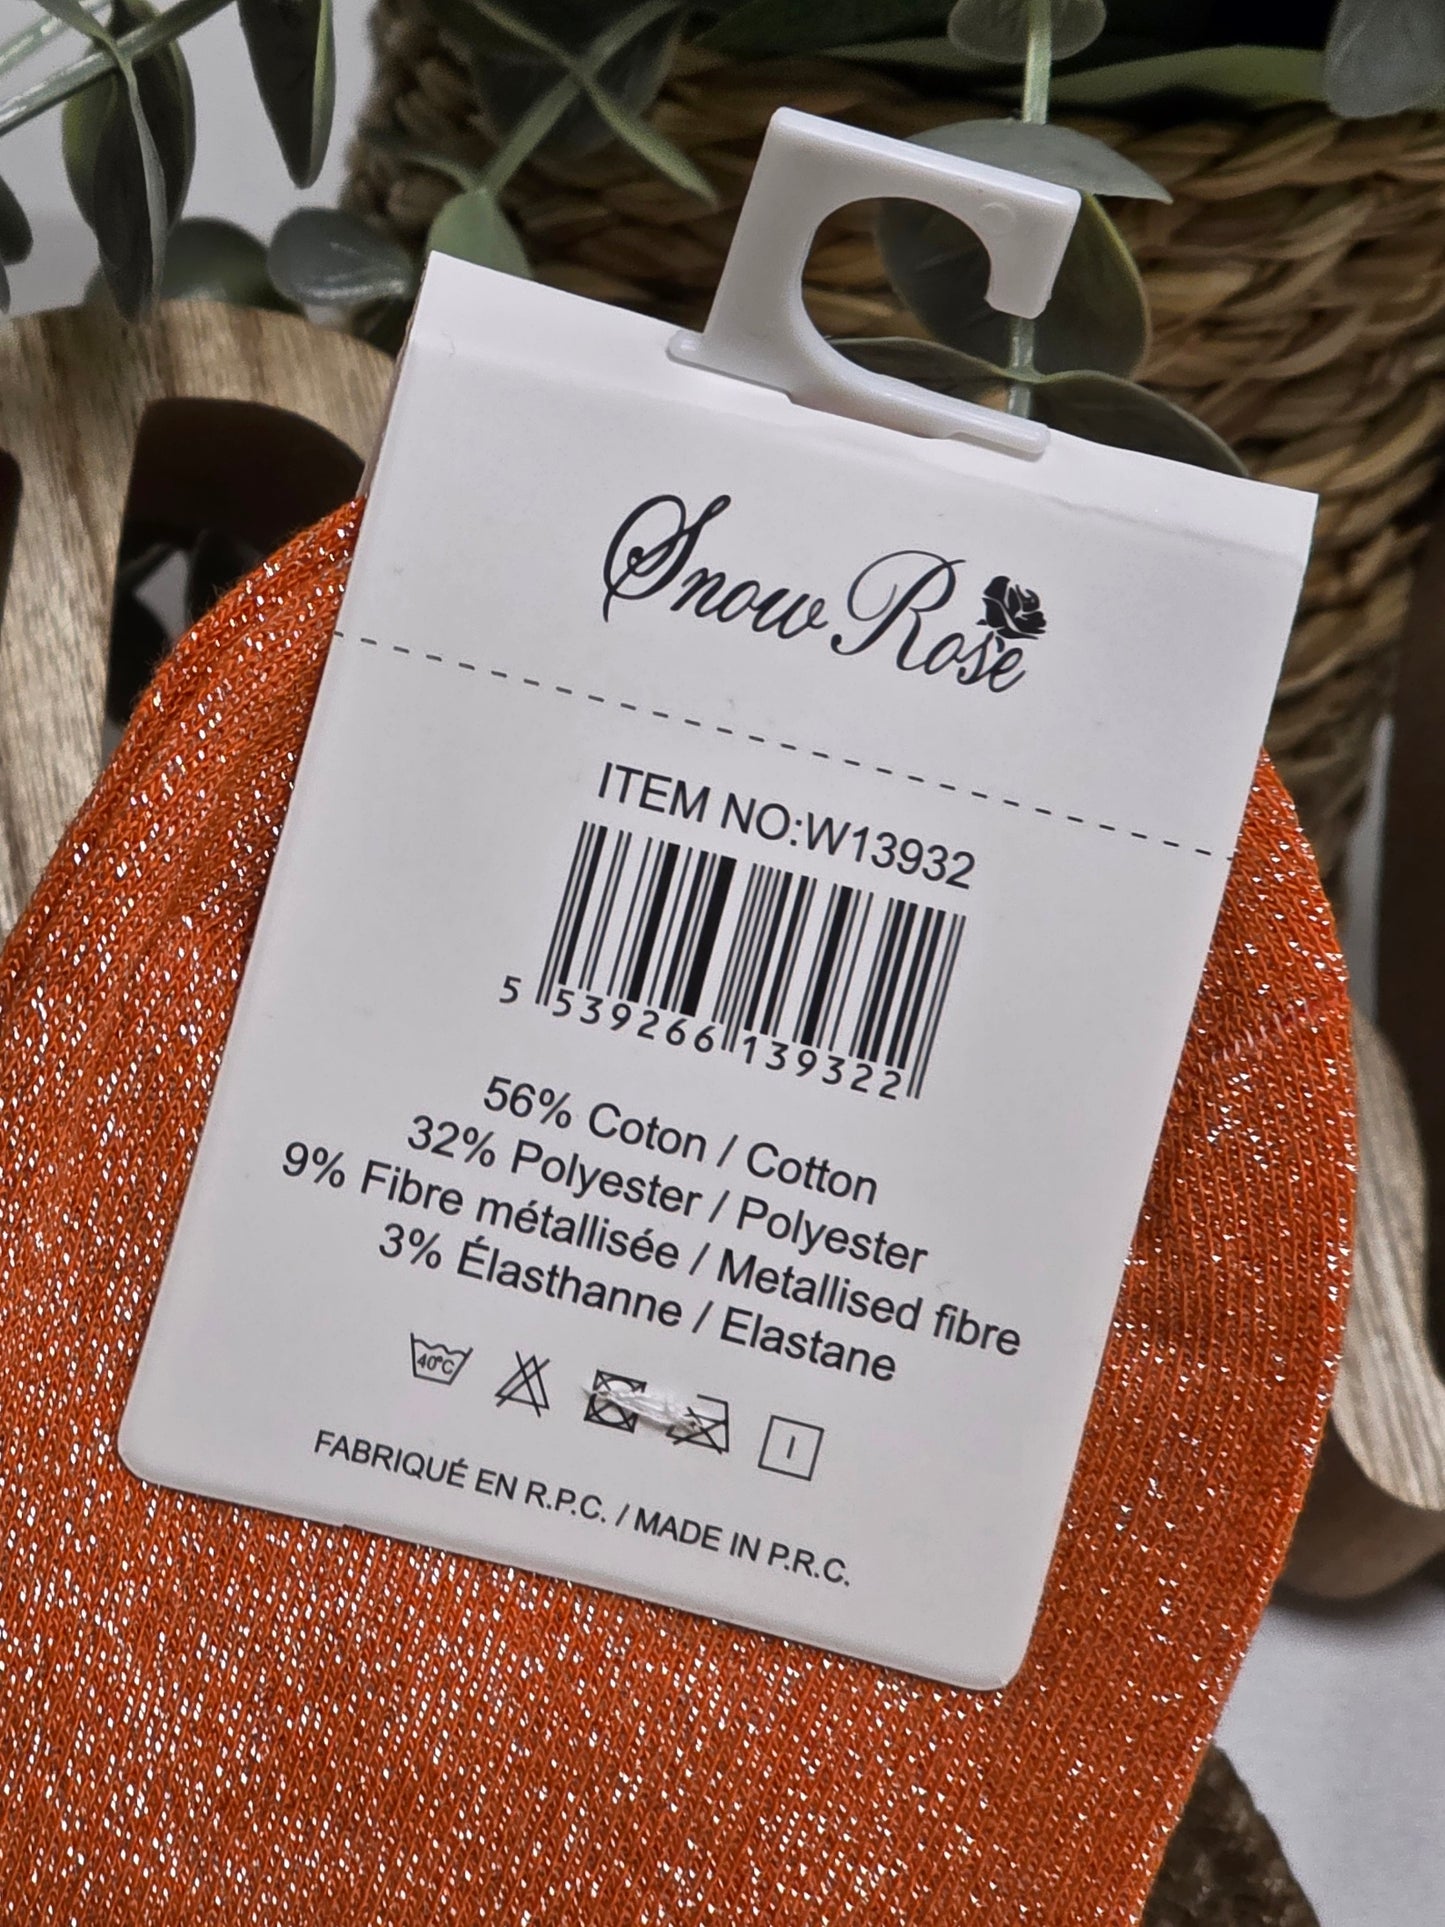 Snow Rose
ITEM NO:W13932
5 539266 139322
56% Coton / Cotton
32% Polyester / Polyester
9% Fibre métallisée / Metallised fibre
3% Élasthanne / Elastane
40°C
FABRIQUÉ EN R.P.C. / MADE IN P.R.C.